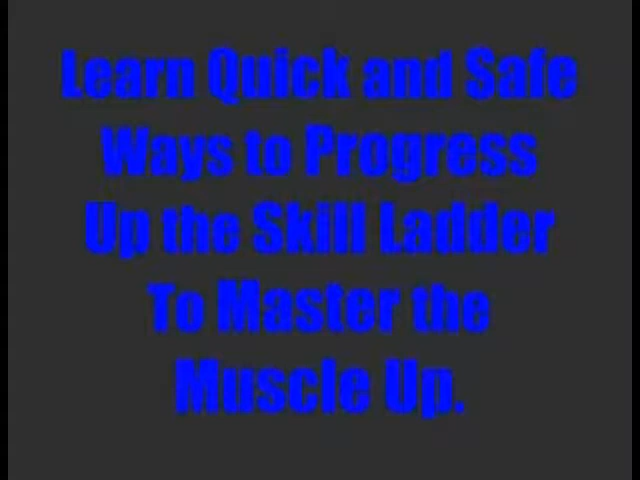 Learn Quick and Safe
Ways to Progress
Up the Skill Ladder
To Master the
Muscle Up.